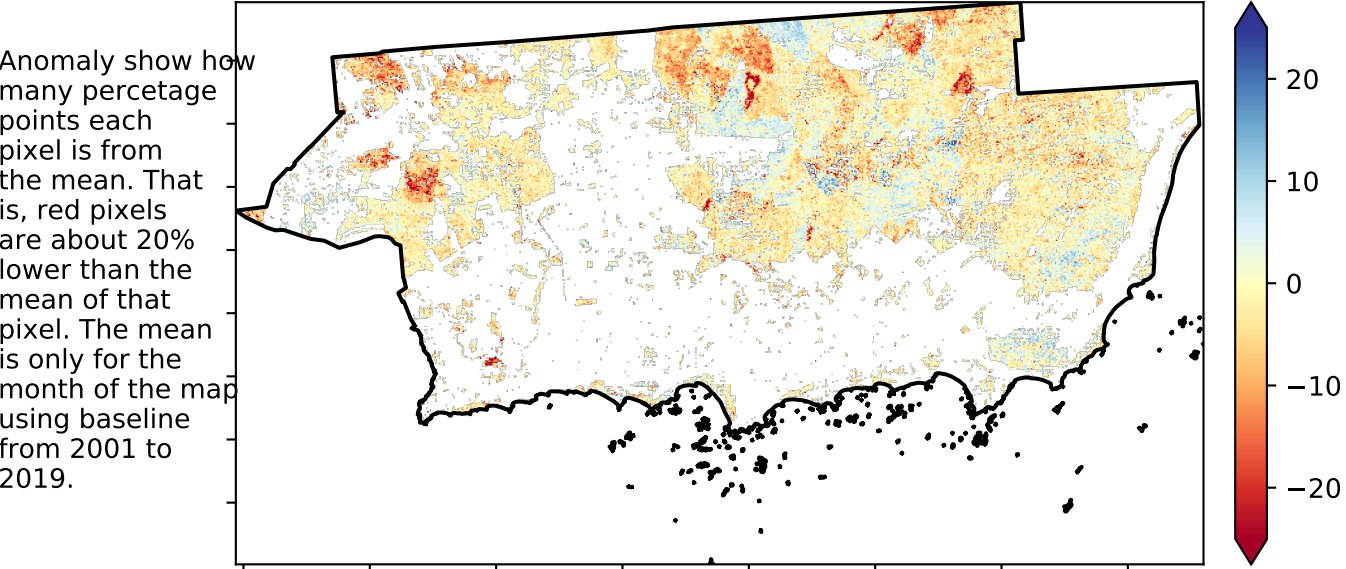 Anomaly show how
many percetage
points each
pixel is from
the mean. That
is, red pixels
are about 20%
lower than the
mean of that
pixel. The mean
is only for the
month of the map
using baseline
from 2001 to
2019.
20
10
0
−10
−20